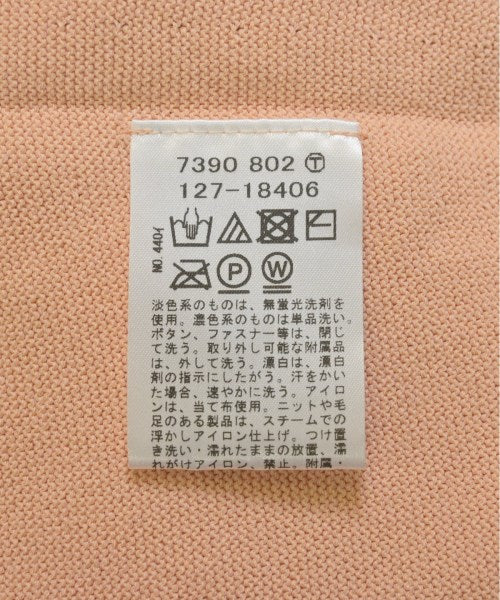 7390 802 Ⓣ
127-18406
NO.4404
P W
淡色系のものは、無蛍光洗剤を
使用。濃色系のものは単品洗い。
ボタン、ファスナー等は、閉じ
て洗う。取り外し可能な附属品
は、外して洗う。漂白は、漂白
剤の指示にしたがう。汗をかい
た場合、速やかに洗う。アイロ
ンは、当て布使用。ニットや毛
足のある製品は、スチームでの
浮かしアイロン仕上げ。つけ置
き洗い・濡れたままの放置、濡
れがけアイロン、禁止。附属・